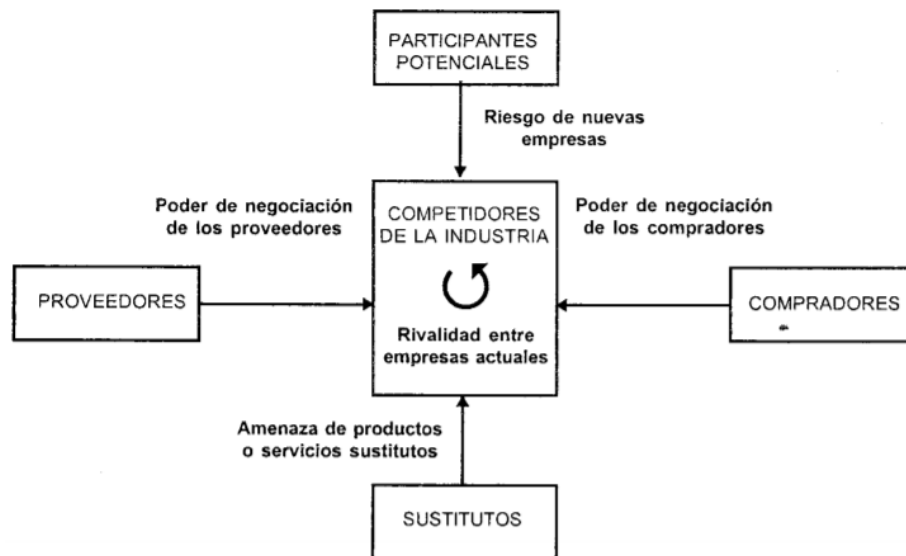 PARTICIPANTES
POTENCIALES
Riesgo de nuevas
empresas
Poder de negociación
de los proveedores
COMPETIDORES
DE LA INDUSTRIA
Poder de negociación
de los compradores
PROVEEDORES
COMPRADORES
Rivalidad entre
empresas actuales
Amenaza de productos
o servicios sustitutos
SUSTITUTOS